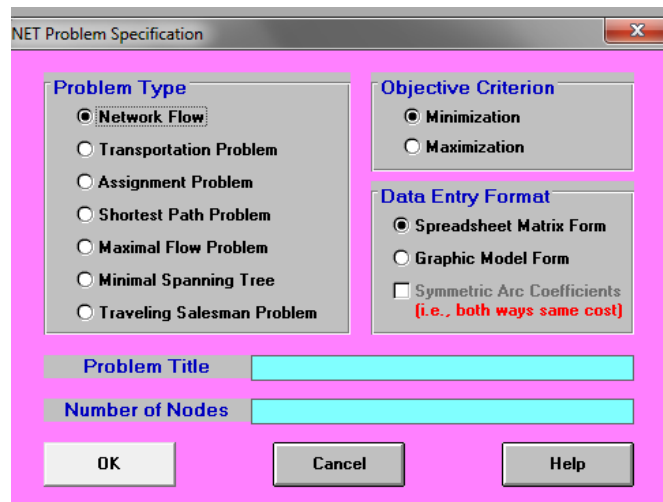 NET Problem Specification
X
Problem Type
Network Flow
Transportation Problem
Assignment Problem
Shortest Path Problem
Maximal Flow Problem
Minimal Spanning Tree
Traveling Salesman Problem
Objective Criterion
Minimization
Maximization
Data Entry Format
Spreadsheet Matrix Form
Graphic Model Form
Symmetric Arc Coefficients
(i.e., both ways same cost)
Problem Title
Number of Nodes
OK
Cancel
Help